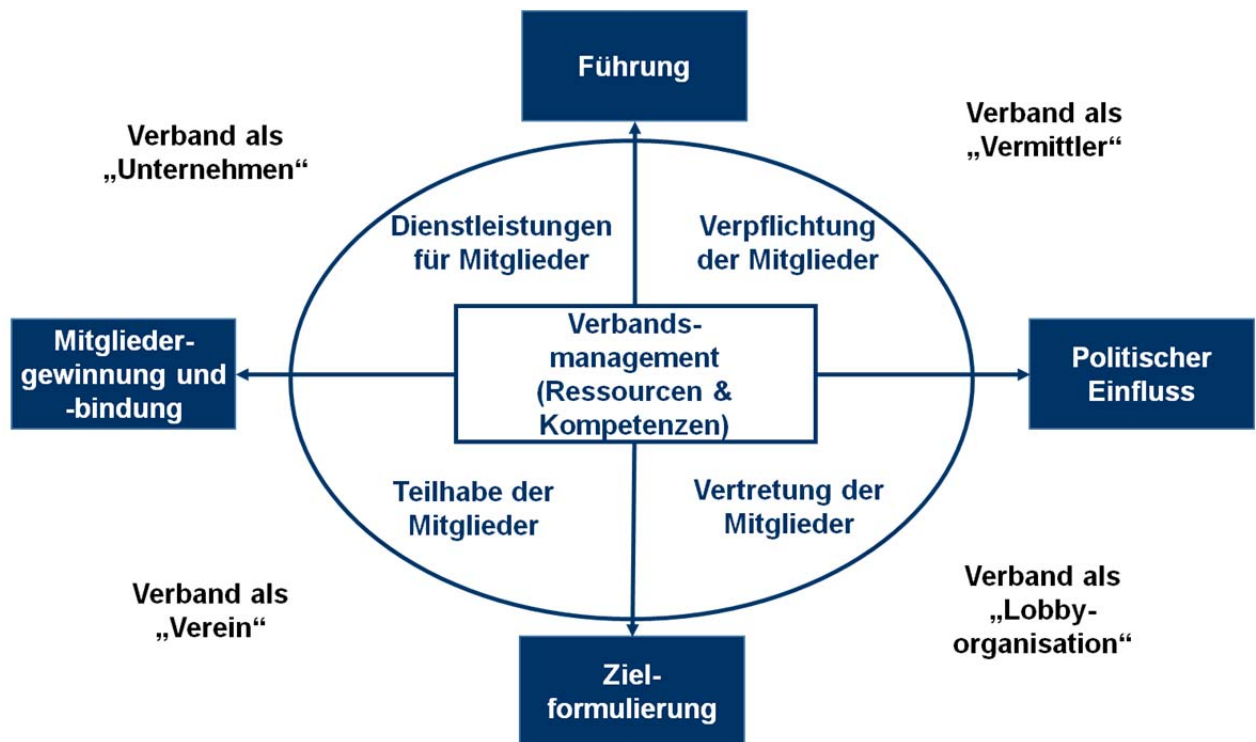 Führung
Verband als
„Unternehmen“
Verband als
„Vermittler“
Dienstleistungen
für Mitglieder
Verpflichtung
der Mitglieder
Mitglieder-
gewinnung und
-bindung
Verbands-
management
(Ressourcen &
Kompetenzen)
Politischer
Einfluss
Teilhabe der
Mitglieder
Vertretung der
Mitglieder
Verband als
„Verein“
Verband als
„Lobby-
organisation“
Ziel-
formulierung